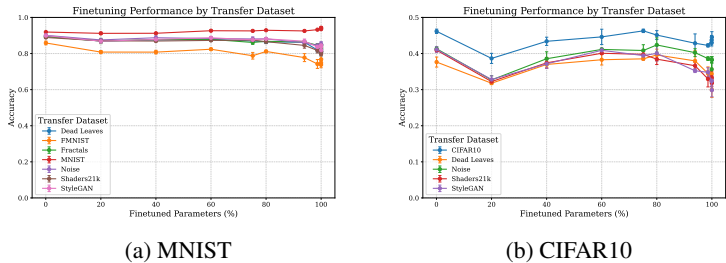 Finetuning Performance by Transfer Dataset
1.0
0.8
0.6
0.4
0.2
0.0
Accuracy
Transfer Dataset
Dead Leaves
FMNIST
Fractals
MNIST
Noise
Shaders21k
StyleGAN
0
20
40
60
80
100
Finetuned Parameters (%)
(a) MNIST
Finetuning Performance by Transfer Dataset
0.5
0.4
0.3
0.2
0.1
0.0
Accuracy
Transfer Dataset
CIFAR10
Dead Leaves
Noise
Shaders21k
StyleGAN
0
20
40
60
80
100
Finetuned Parameters (%)
(b) CIFAR10